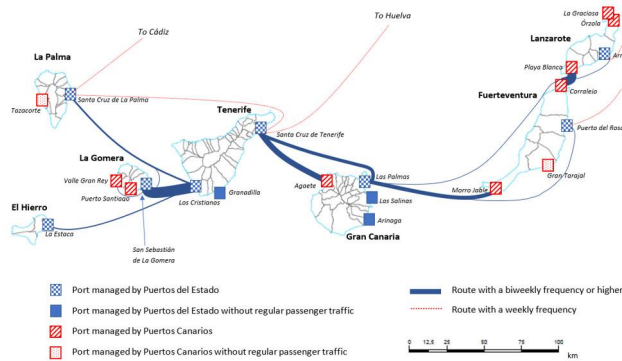 To Cádiz
To Huelva
La Graciosa
Órzola
Lanzarote
Playa Blanca
Corralejo
La Palma
Tazacorte
Santa Cruz de La Palma
Tenerife
Santa Cruz de Tenerife
Fuerteventura
Puerto del Rosa
La Gomera
Valle Gran Rey
Puerto Santiago
Los Cristianos
Granadilla
Agaete
Las Palmas
Las Salinas
Arinaga
Gran Canaria
Morro Jable
Gran Tarajal
El Hierro
La Estaca
San Sebastián
de La Gomera
Port managed by Puertos del Estado
Port managed by Puertos del Estado without regular passenger traffic
Port managed by Puertos Canarios
Port managed by Puertos Canarios without regular passenger traffic
Route with a biweekly frequency or higher
Route with a weekly frequency
0 12,5 25 50 75 100
km